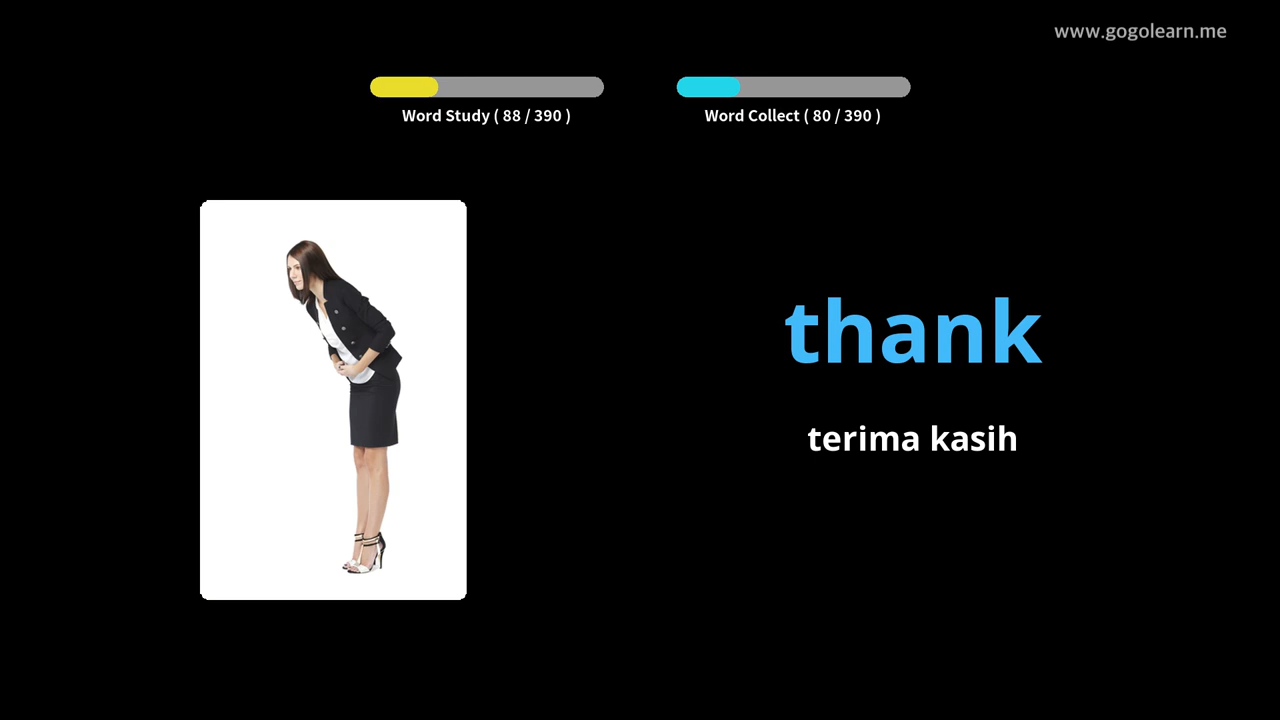 www.gogolearn.me
Word Study ( 88 / 390 )
Word Collect ( 80 / 390 )
thank
terima kasih